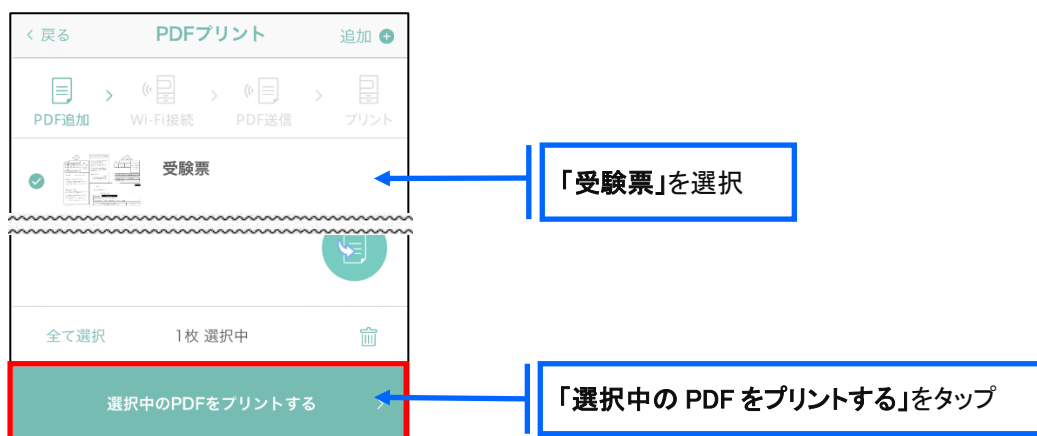 < 戻る PDFプリント 追加
PDF追加 > Wi-Fi接続 > PDF送信 > プリント
受験票
「受験票」を選択
全て選択 1枚 選択中
選択中のPDFをプリントする >
「選択中の PDF をプリントする」をタップ